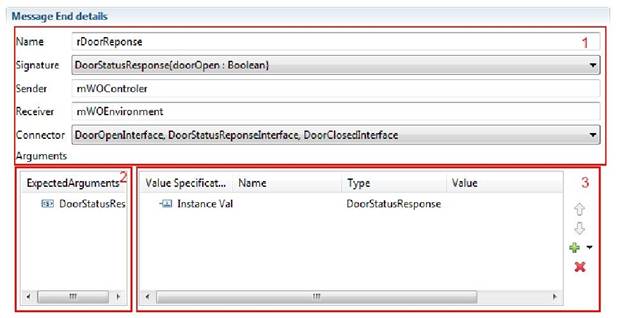 Message End details
Name rDoorReponse 1
Signature DoorStatusResponse{doorOpen : Boolean}
Sender mWOControler
Receiver mWOEnvironment
Connector DoorOpenInterface, DoorStatusReponseInterface, DoorClosedInterface
Arguments
ExpectedArguments 2 Value Specificat... Name Type Value 3
DoorStatusRes Instance Val DoorStatusResponse